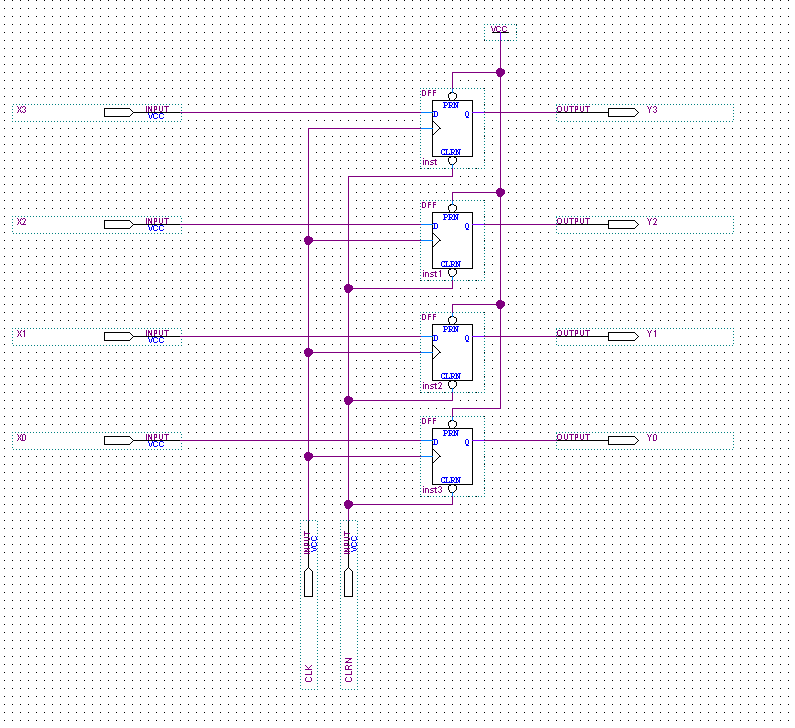 VCC
DFF
X3 INPUT VCC PRN D Q CLRN OUTPUT Y3
inst
DFF
X2 INPUT VCC PRN D Q CLRN OUTPUT Y2
inst1
DFF
X1 INPUT VCC PRN D Q CLRN OUTPUT Y1
inst2
DFF
X0 INPUT VCC PRN D Q CLRN OUTPUT Y0
inst3
INPUT VCC
CLK
INPUT VCC
CLRN